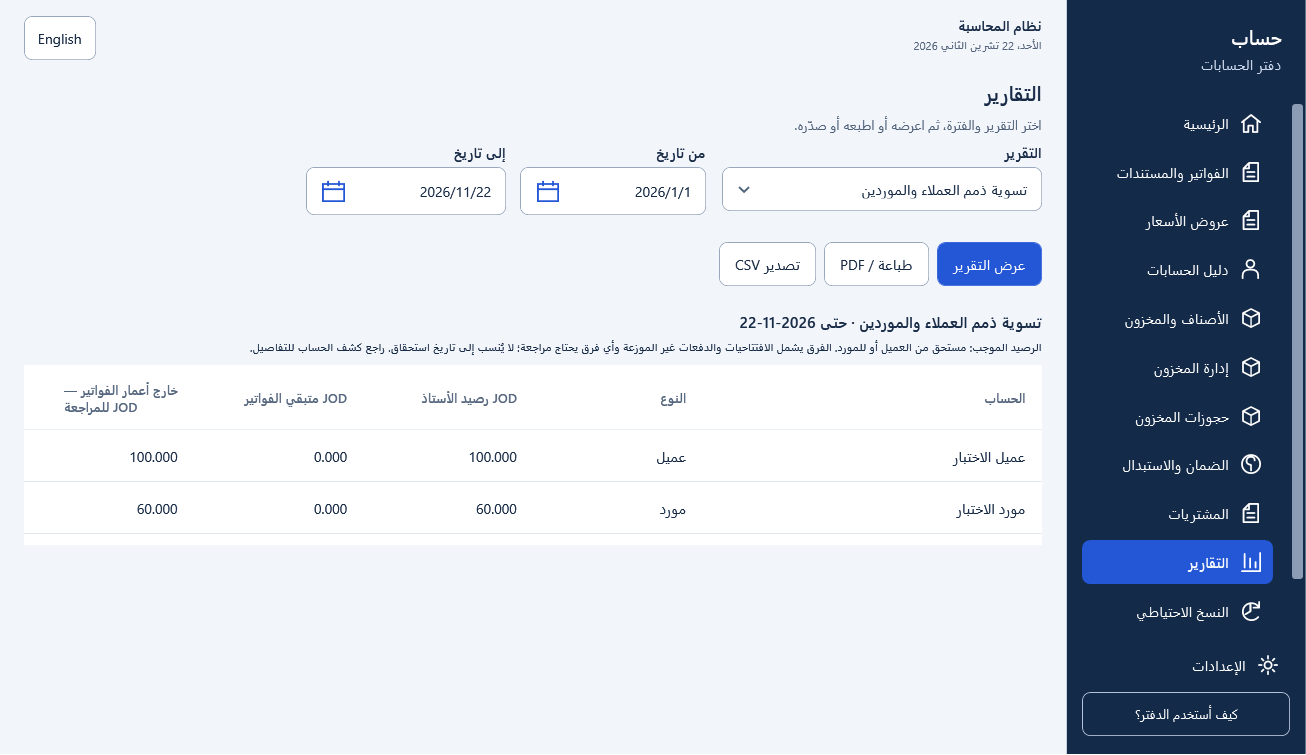 حساب
دفتر الحسابات
الرئيسية
الفواتير والمستندات
عروض الأسعار
دليل الحسابات
الأصناف والمخزون
إدارة المخزون
حجوزات المخزون
الضمان والاستبدال
المشتريات
التقارير
النسخ الاحتياطي
الإعدادات
كيف أستخدم الدفتر؟
نظام المحاسبة
الأحد، 22 تشرين الثاني 2026
English
التقارير
اختر التقرير والفترة، ثم اعرضه أو اطبعه أو صدّره.
التقرير
من تاريخ
إلى تاريخ
تسوية ذمم العملاء والموردين
2026/1/1
2026/11/22
عرض التقرير
طباعة / PDF
تصدير CSV
تسوية ذمم العملاء والموردين · حتى 2026-11-22
الرصيد الموجب: مستحق من العميل أو للمورد. الفرق يشمل الافتتاحيات والدفعات غير الموزعة وأي فرق يحتاج مراجعة؛ لا يُنسب إلى تاريخ استحقاق. راجع كشف الحساب للتفاصيل.
الحساب النوع JOD رصيد الأستاذ JOD متبقي الفواتير خارج أعمار الفواتير —
JOD للمراجعة
عميل الاختبار عميل 100.000 0.000 100.000
مورد الاختبار مورد 60.000 0.000 60.000